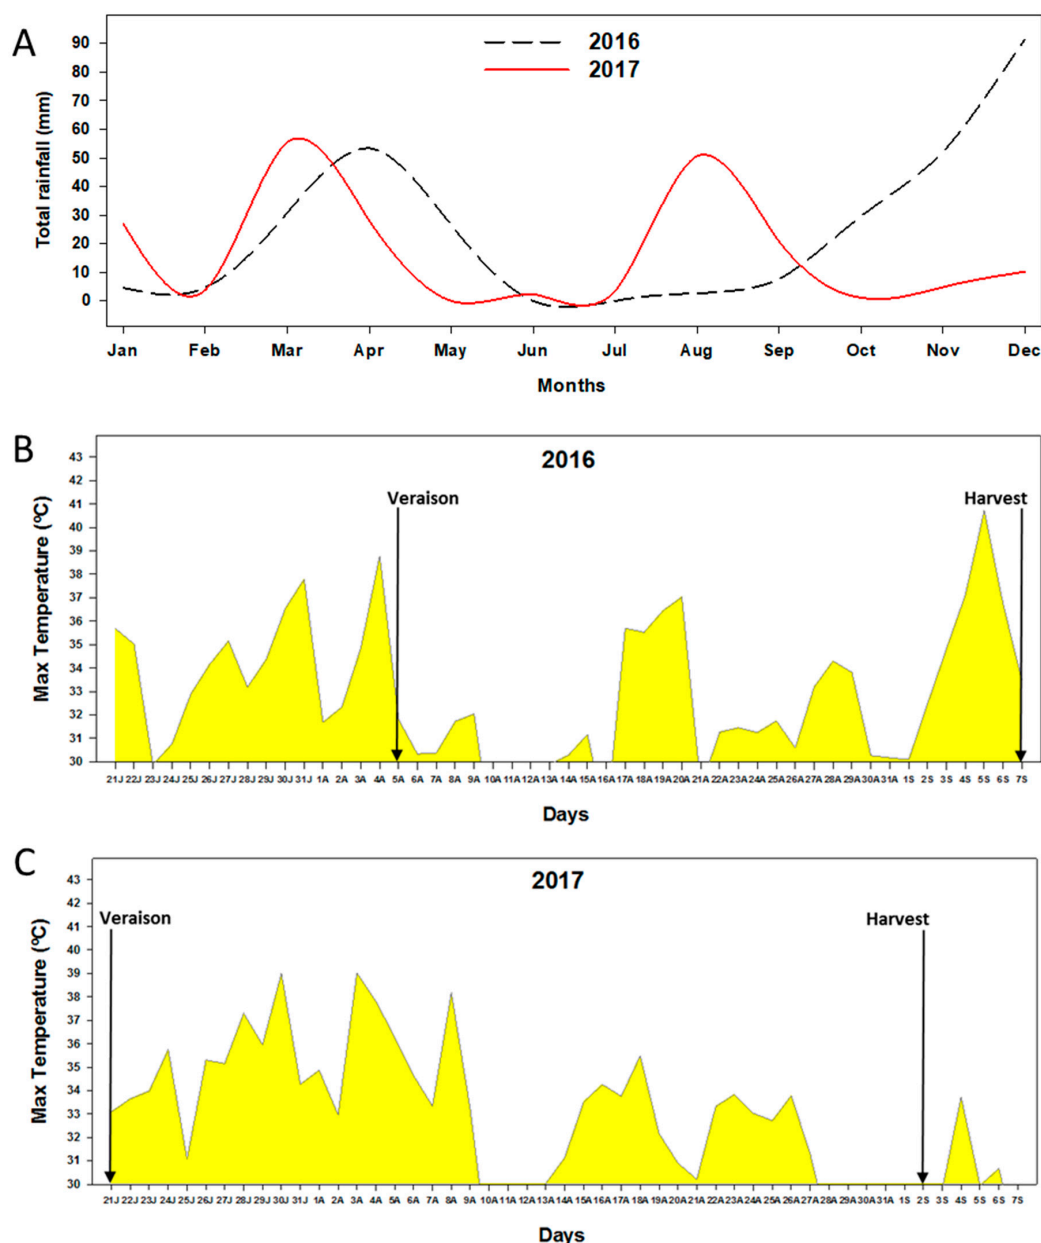 A
2016
2017
Total rainfall (mm)
90
80
70
60
50
40
30
20
10
0
Jan Feb Mar Apr May Jun Jul Aug Sep Oct Nov Dec
Months
B
2016
Veraison
Harvest
Max Temperature (ºC)
43
42
41
40
39
38
37
36
35
34
33
32
31
30
21J 22J 23J 24J 25J 26J 27J 28J 29J 30J 31J 1A 2A 3A 4A 5A 6A 7A 8A 9A 10A 11A 12A 13A 14A 15A 16A 17A 18A 19A 20A 21A 22A 23A 24A 25A 26A 27A 28A 29A 30A 31A 1S 2S 3S 4S 5S 6S 7S
Days
C
2017
Veraison
Harvest
Max Temperature (ºC)
43
42
41
40
39
38
37
36
35
34
33
32
31
30
21J 22J 23J 24J 25J 26J 27J 28J 29J 30J 31J 1A 2A 3A 4A 5A 6A 7A 8A 9A 10A 11A 12A 13A 14A 15A 16A 17A 18A 19A 20A 21A 22A 23A 24A 25A 26A 27A 28A 29A 30A 31A 1S 2S 3S 4S 5S 6S 7S
Days